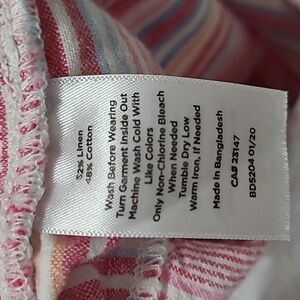 52% Linen
48% Cotton
Wash Before Wearing
Turn Garment Inside Out
Machine Wash Cold With
Like Colors
Only Non-Chlorine Bleach
When Needed
Tumble Dry Low
Warm Iron, If Needed
Made in Bangladesh
CA# 23147
BD5204 01/20